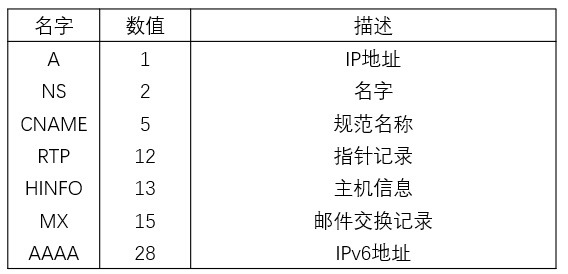 名字 数值 描述
A 1 IP地址
NS 2 名字
CNAME 5 规范名称
RTP 12 指针记录
HINFO 13 主机信息
MX 15 邮件交换记录
AAAA 28 IPv6地址